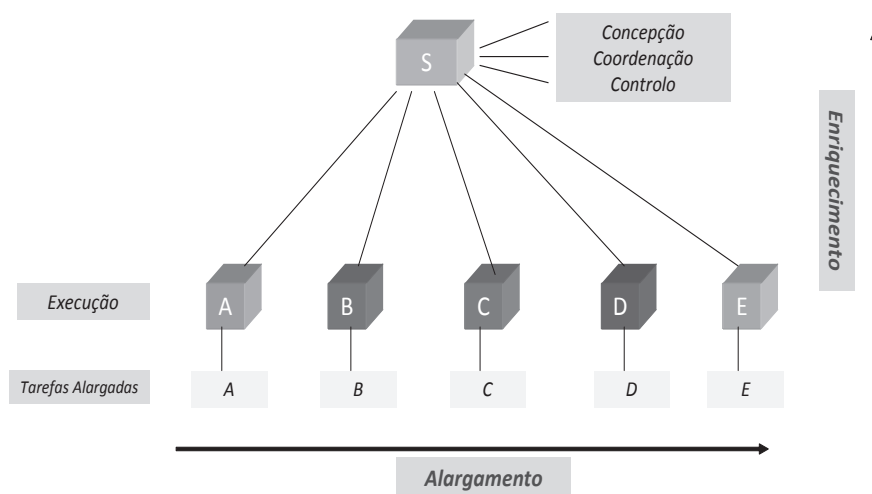 S
Concepção
Coordenação
Controlo
Enriquecimento
Execução
A
B
C
D
E
Tarefas Alargadas
A
B
C
D
E
Alargamento